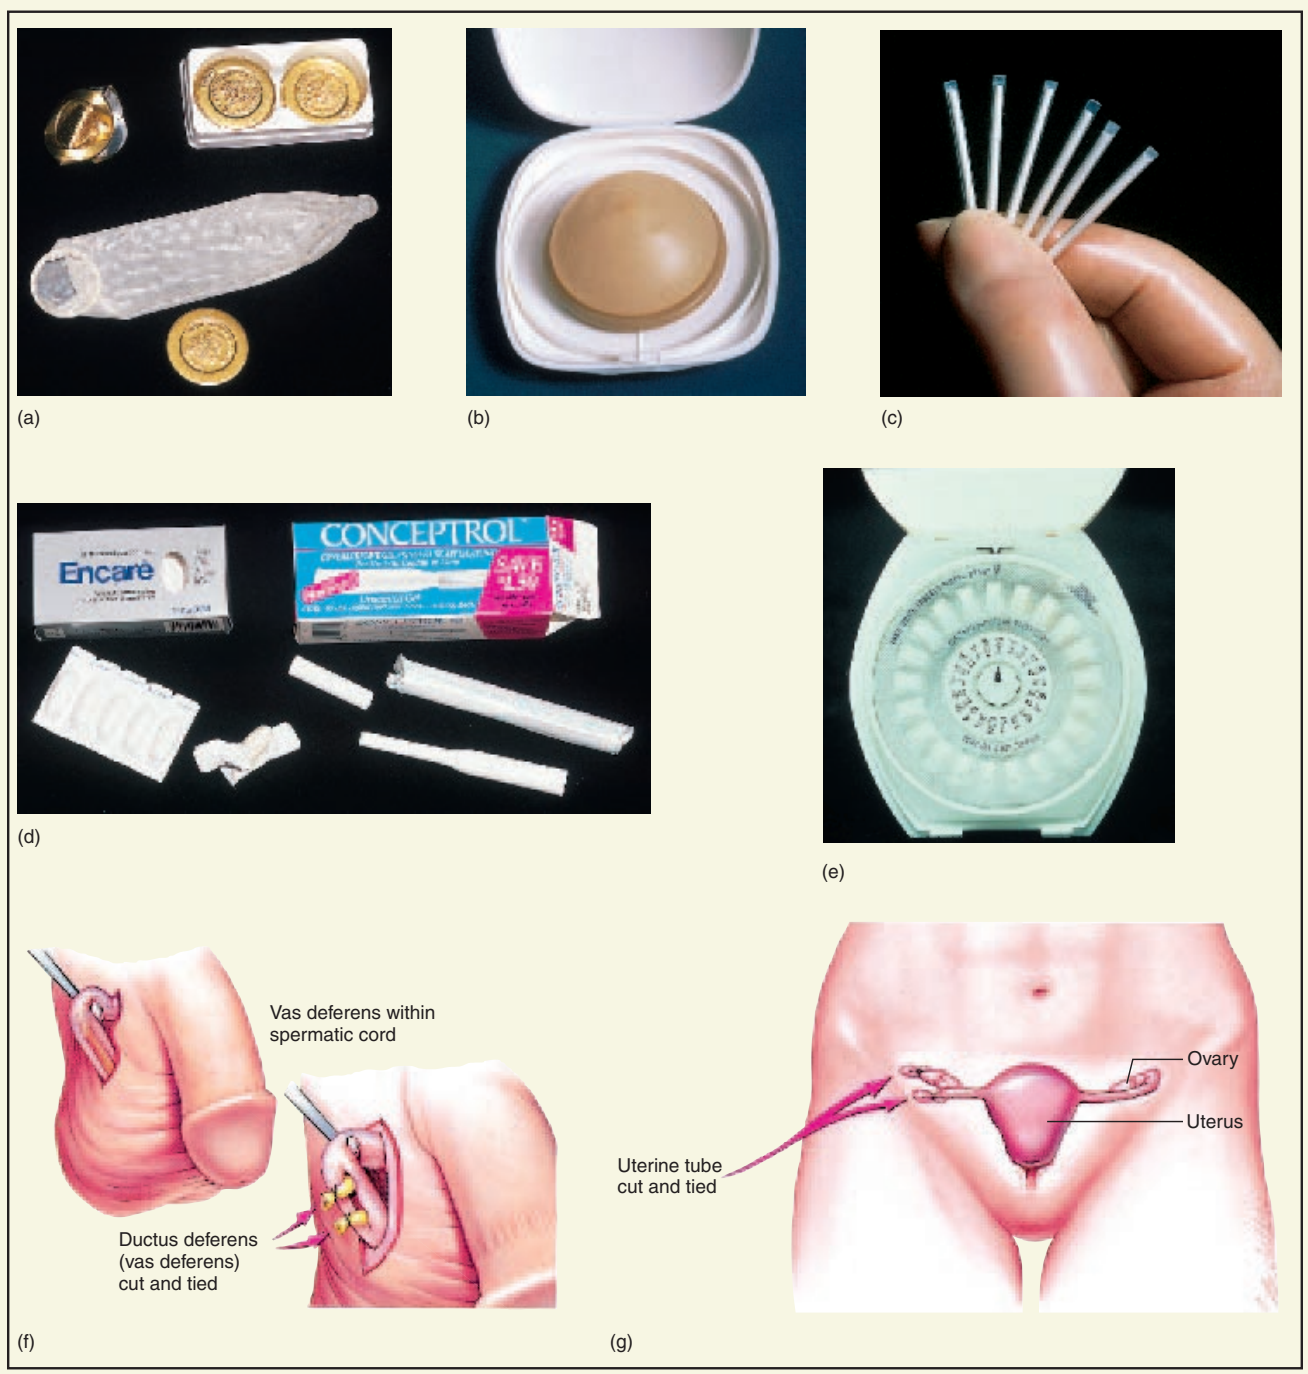 (a)
(b)
(c)
Encare
CONCEPTROL
SAVE
(d)
(e)
Vas deferens within
spermatic cord
Ductus deferens
(vas deferens)
cut and tied
(f)
Ovary
Uterus
Uterine tube
cut and tied
(g)